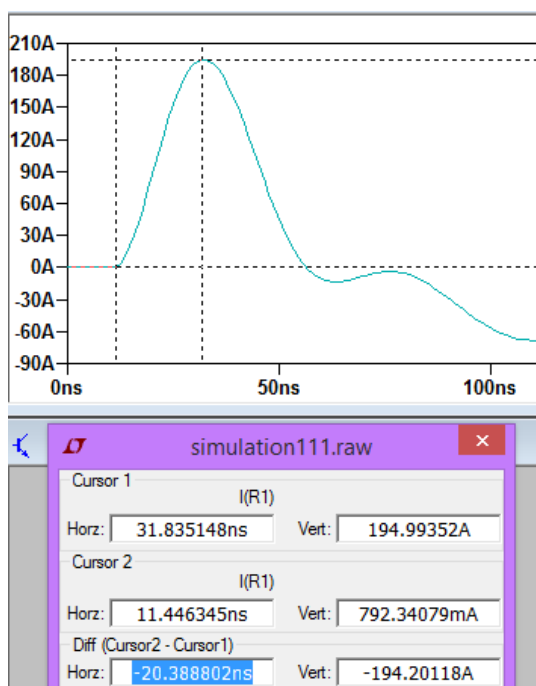 210A
180A
150A
120A
90A
60A
30A
0A
-30A
-60A
-90A
0ns 50ns 100ns
simulation111.raw
Cursor 1
I(R1)
Horz: 31.835148ns Vert: 194.99352A
Cursor 2
I(R1)
Horz: 11.446345ns Vert: 792.34079mA
Diff (Cursor2 - Cursor1)
Horz: -20.388802ns Vert: -194.20118A